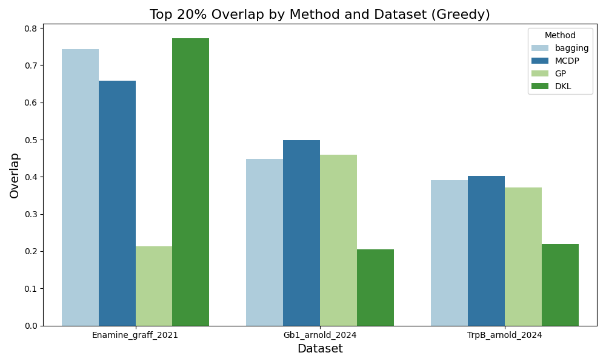 Top 20% Overlap by Method and Dataset (Greedy)
Method
bagging
MCDP
GP
DKL
Overlap
0.8
0.7
0.6
0.5
0.4
0.3
0.2
0.1
0.0
Enamine_graff_2021
Gb1_arnold_2024
TrpB_arnold_2024
Dataset